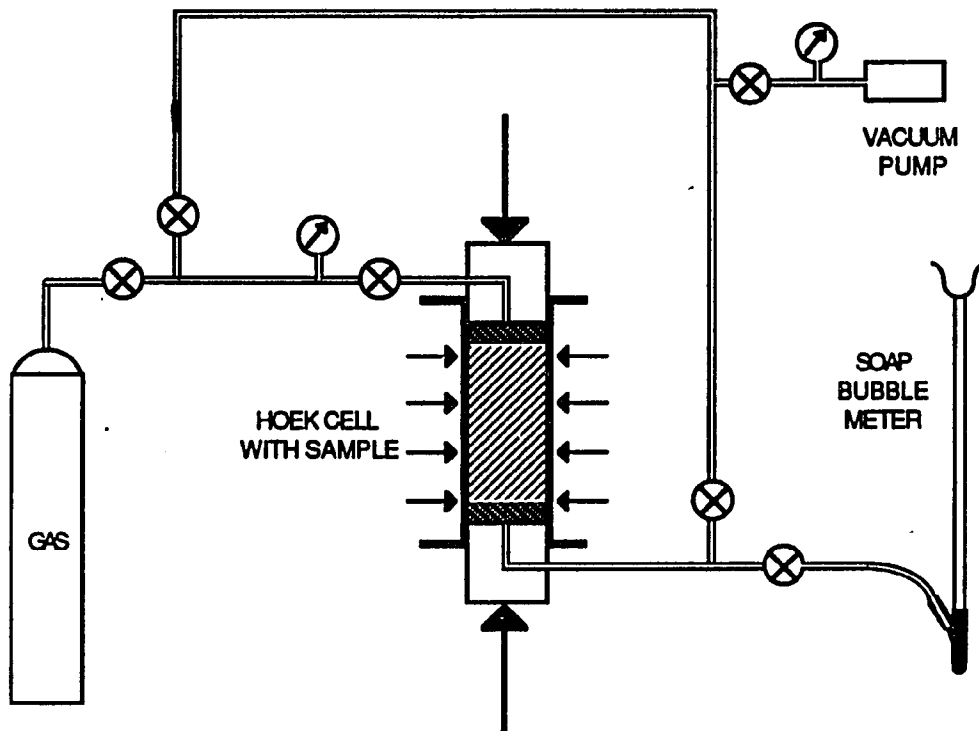 VACUUM
PUMP
SOAP
BUBBLE
METER
HOEK CELL
WITH SAMPLE
GAS